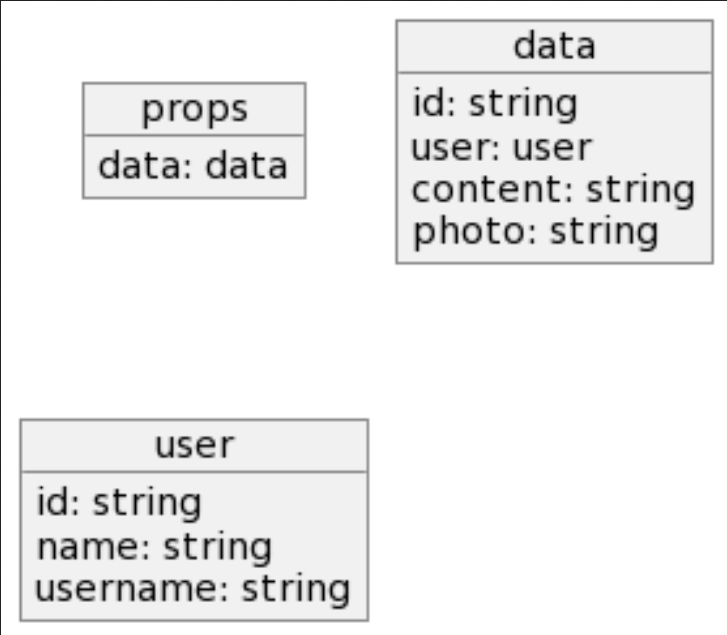 props
data: data
data
id: string
user: user
content: string
photo: string
user
id: string
name: string
username: string